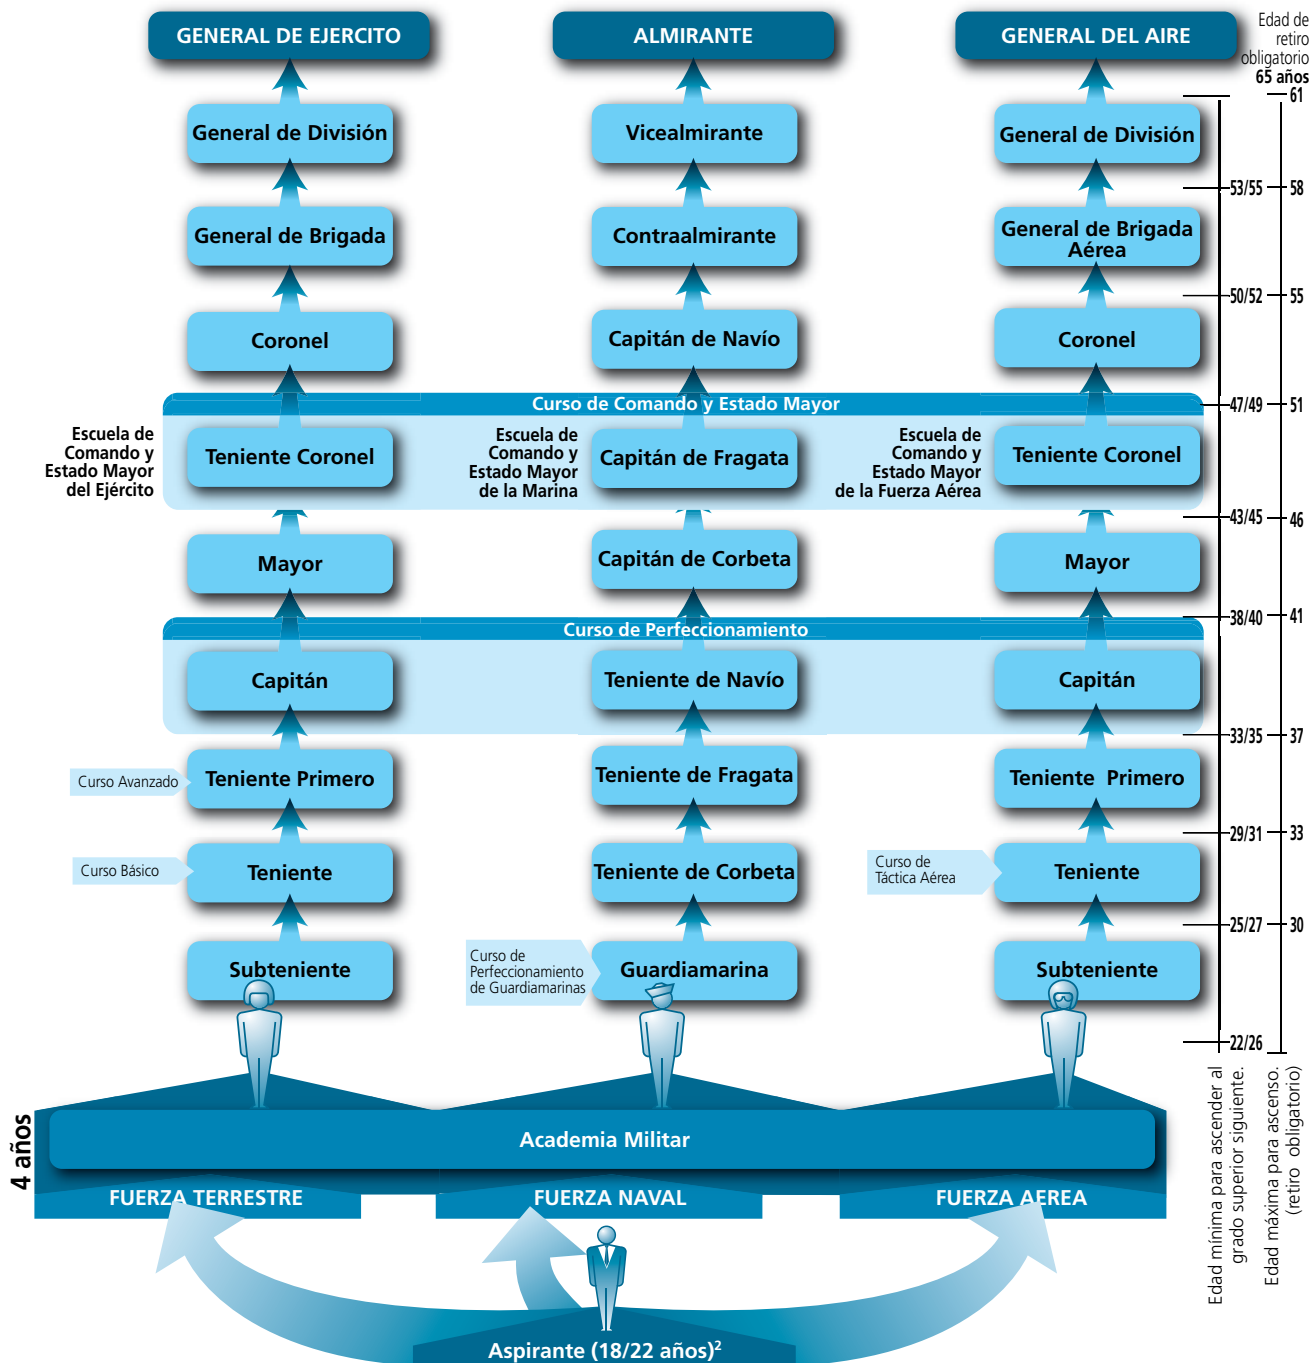 GENERAL DE EJERCITO
ALMIRANTE
GENERAL DEL AIRE
Edad de
retiro
obligatorio
65 años
61
General de División
Vicealmirante
General de División
53/55
58
General de Brigada
Contraalmirante
General de Brigada
Aérea
50/52
55
Coronel
Capitán de Navío
Coronel
Curso de Comando y Estado Mayor
47/49
51
Escuela de
Comando y
Estado Mayor
del Ejército
Teniente Coronel
Escuela de
Comando y
Estado Mayor
de la Marina
Capitán de Fragata
Escuela de
Comando y
Estado Mayor
de la Fuerza Aérea
Teniente Coronel
43/45
46
Mayor
Capitán de Corbeta
Mayor
38/40
41
Curso de Perfeccionamiento
Capitán
Teniente de Navío
Capitán
33/35
37
Curso Avanzado
Teniente Primero
Teniente de Fragata
Teniente Primero
29/31
33
Curso Básico
Teniente
Teniente de Corbeta
Curso de
Táctica Aérea
Teniente
25/27
30
Subteniente
Curso de
Perfeccionamiento
de Guardiamarinas
Guardiamarina
Subteniente
22/26
Edad mínima para ascender al
grado superior siguiente.
Edad máxima para ascenso.
(retiro obligatorio)
4 años
Academia Militar
FUERZA TERRESTRE
FUERZA NAVAL
FUERZA AEREA
Aspirante (18/22 años)²